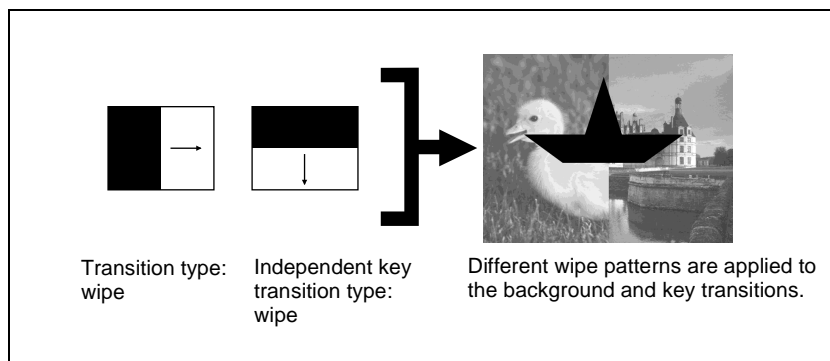 Transition type:
wipe
Independent key
transition type:
wipe
Different wipe patterns are applied to
the background and key transitions.